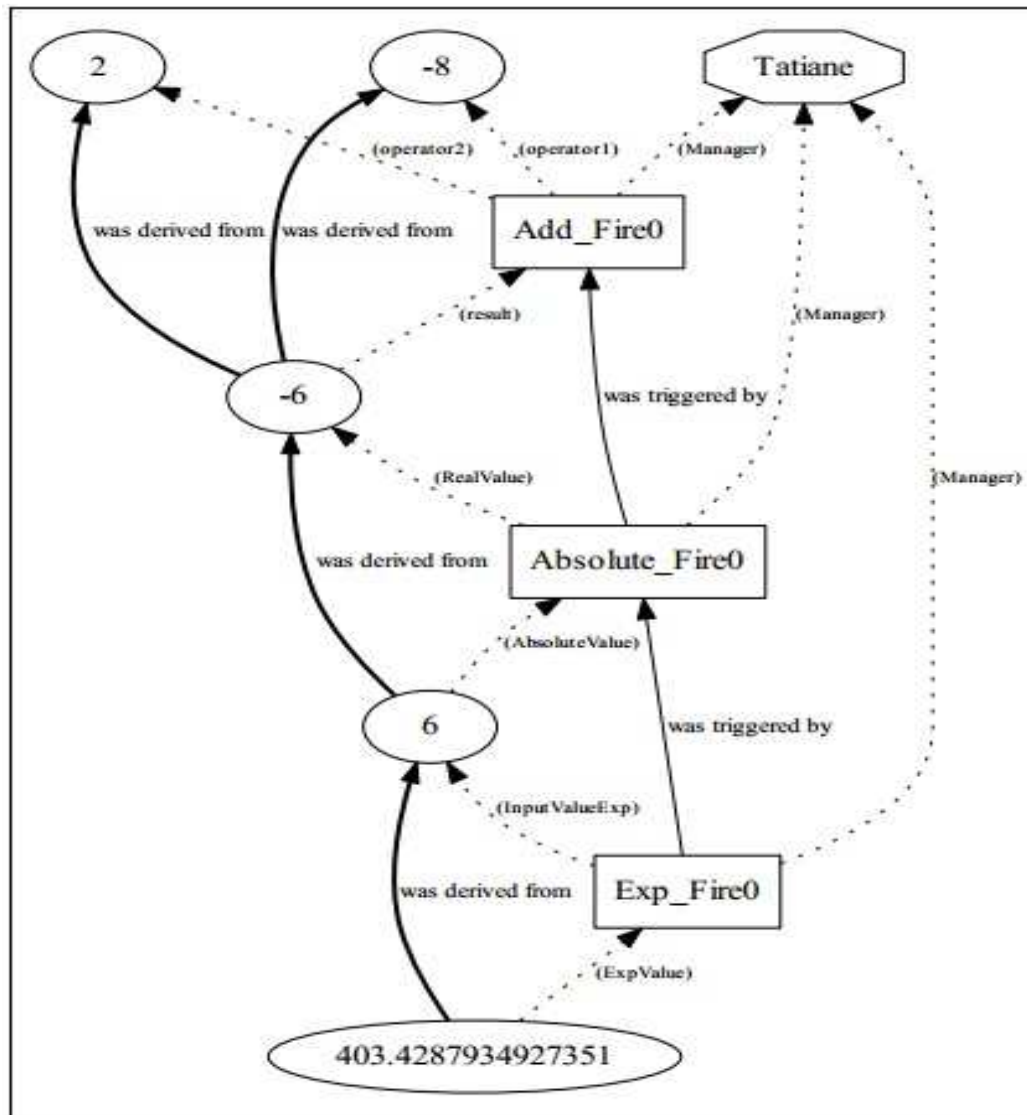 2
-8
Tatiane
(operator2)
(operator1)
(Manager)
was derived from
was derived from
Add_Fire0
(result)
(Manager)
-6
was triggered by
(RealValue)
(Manager)
was derived from
Absolute_Fire0
(AbsoluteValue)
6
was triggered by
(InputValueExp)
was derived from
Exp_Fire0
(ExpValue)
403.4287934927351